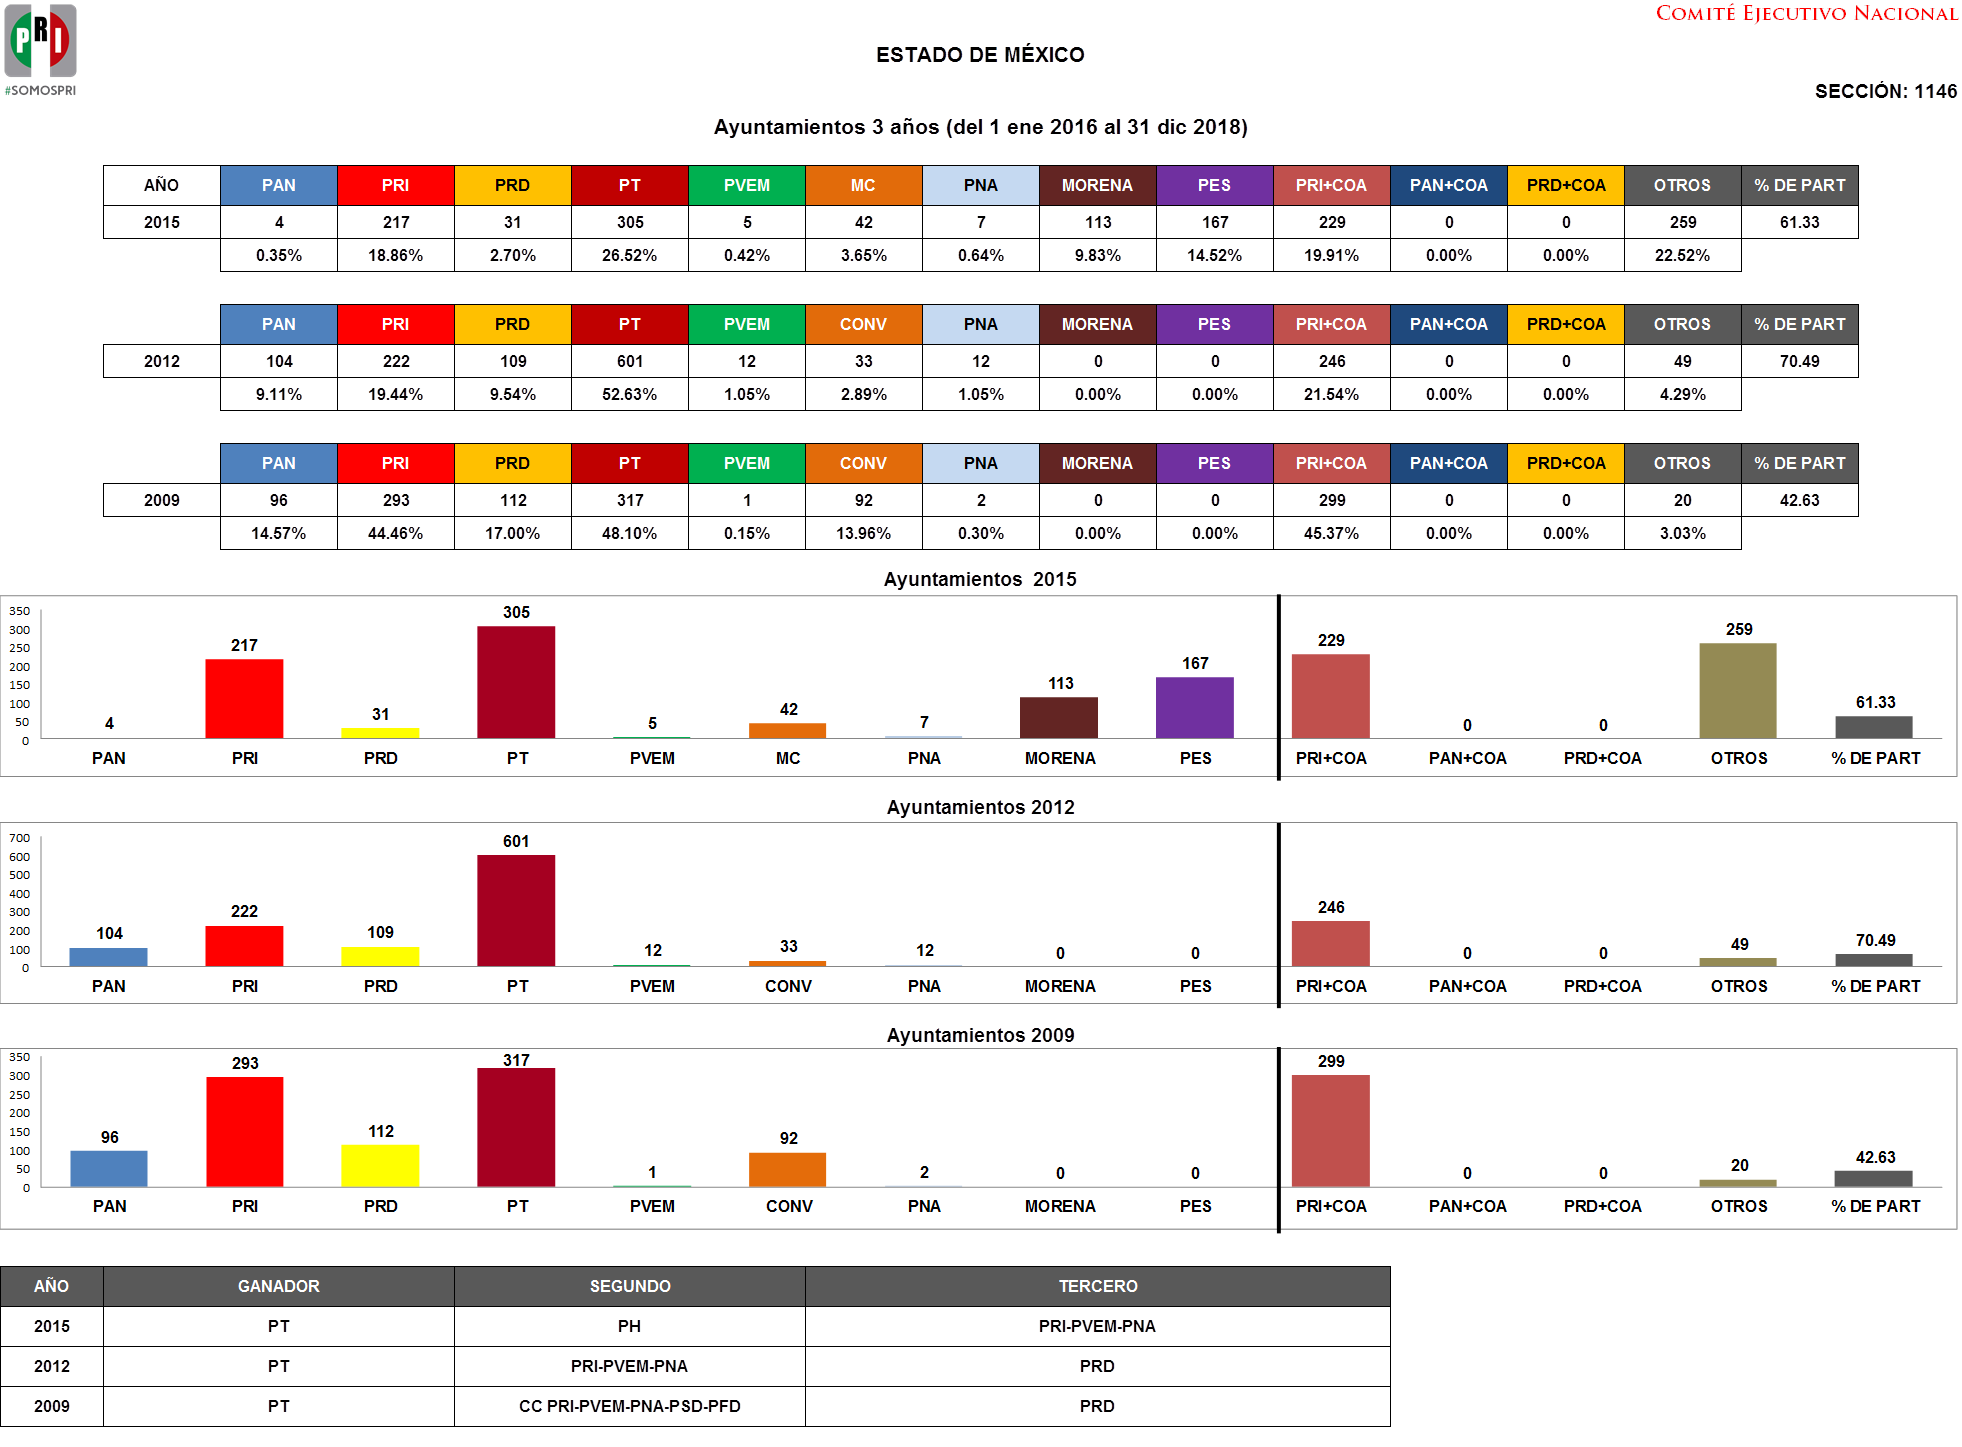 PRI
#SOMOSPRI
COMITÉ EJECUTIVO NACIONAL
ESTADO DE MÉXICO
SECCIÓN: 1146
Ayuntamientos 3 años (del 1 ene 2016 al 31 dic 2018)
AÑO PAN PRI PRD PT PVEM MC PNA MORENA PES PRI+COA PAN+COA PRD+COA OTROS % DE PART
2015 4 217 31 305 5 42 7 113 167 229 0 0 259 61.33
0.35% 18.86% 2.70% 26.52% 0.42% 3.65% 0.64% 9.83% 14.52% 19.91% 0.00% 0.00% 22.52%
PAN PRI PRD PT PVEM CONV PNA MORENA PES PRI+COA PAN+COA PRD+COA OTROS % DE PART
2012 104 222 109 601 12 33 12 0 0 246 0 0 49 70.49
9.11% 19.44% 9.54% 52.63% 1.05% 2.89% 1.05% 0.00% 0.00% 21.54% 0.00% 0.00% 4.29%
PAN PRI PRD PT PVEM CONV PNA MORENA PES PRI+COA PAN+COA PRD+COA OTROS % DE PART
2009 96 293 112 317 1 92 2 0 0 299 0 0 20 42.63
14.57% 44.46% 17.00% 48.10% 0.15% 13.96% 0.30% 0.00% 0.00% 45.37% 0.00% 0.00% 3.03%
Ayuntamientos 2015
350
300
250
200
150
100
50
0
4 217 31 305 5 42 7 113 167 229 0 0 259 61.33
PAN PRI PRD PT PVEM MC PNA MORENA PES PRI+COA PAN+COA PRD+COA OTROS % DE PART
Ayuntamientos 2012
700
600
500
400
300
200
100
0
104 222 109 601 12 33 12 0 0 246 0 0 49 70.49
PAN PRI PRD PT PVEM CONV PNA MORENA PES PRI+COA PAN+COA PRD+COA OTROS % DE PART
Ayuntamientos 2009
350
300
250
200
150
100
50
0
96 293 112 317 1 92 2 0 0 299 0 0 20 42.63
PAN PRI PRD PT PVEM CONV PNA MORENA PES PRI+COA PAN+COA PRD+COA OTROS % DE PART
AÑO GANADOR SEGUNDO TERCERO
2015 PT PH PRI-PVEM-PNA
2012 PT PRI-PVEM-PNA PRD
2009 PT CC PRI-PVEM-PNA-PSD-PFD PRD